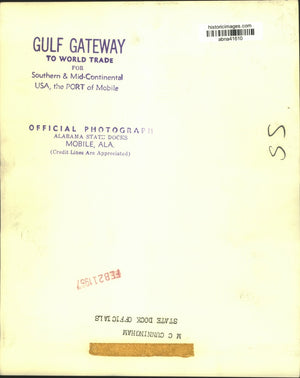 historicimages.com
abna41610
GULF GATEWAY
TO WORLD TRADE
FOR
Southern & Mid-Continental
USA, the PORT of Mobile
OFFICIAL PHOTOGRAPH
ALABAMA STATE DOCKS
MOBILE, ALA.
(Credit Lines Are Appreciated)
SS
FEB 21 1957
M C CUNNINGHAM
STATE DOCK OFFICIALS